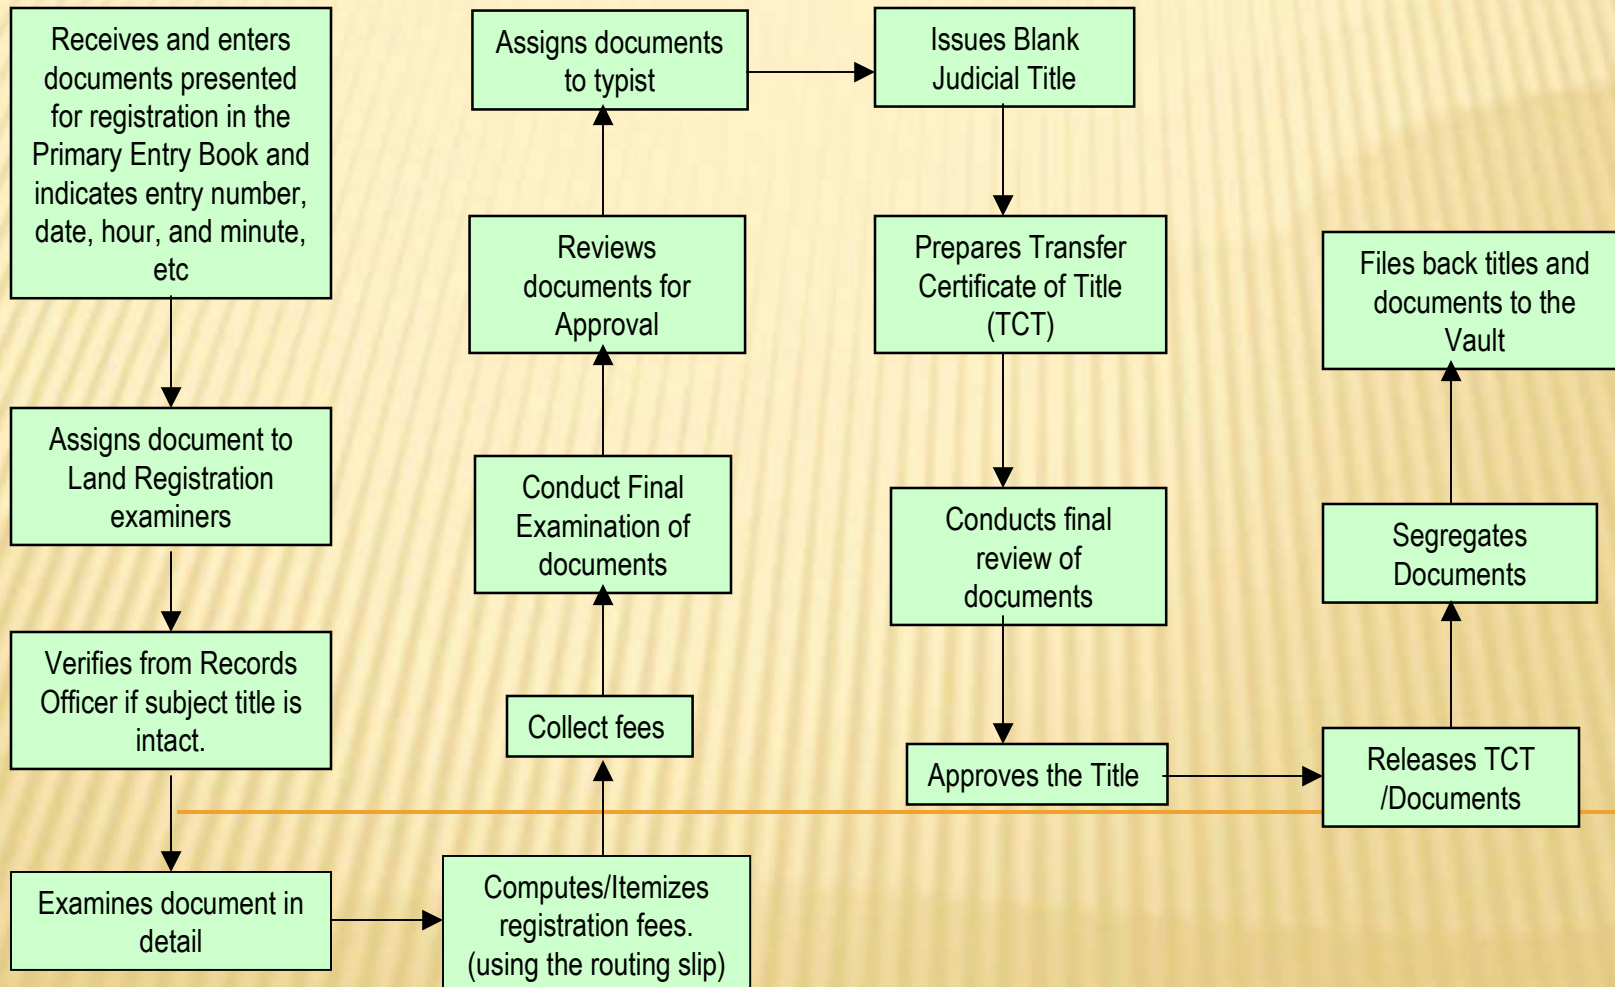 Receives and enters
documents presented
for registration in the
Primary Entry Book and
indicates entry number,
date, hour, and minute,
etc
Assigns document to
Land Registration
examiners
Verifies from Records
Officer if subject title is
intact.
Examines document in
detail
Computes/Itemizes
registration fees.
(using the routing slip)
Collect fees
Conduct Final
Examination of
documents
Reviews
documents for
Approval
Assigns documents
to typist
Issues Blank
Judicial Title
Prepares Transfer
Certificate of Title
(TCT)
Conducts final
review of
documents
Approves the Title
Releases TCT
/Documents
Segregates
Documents
Files back titles and
documents to the
Vault